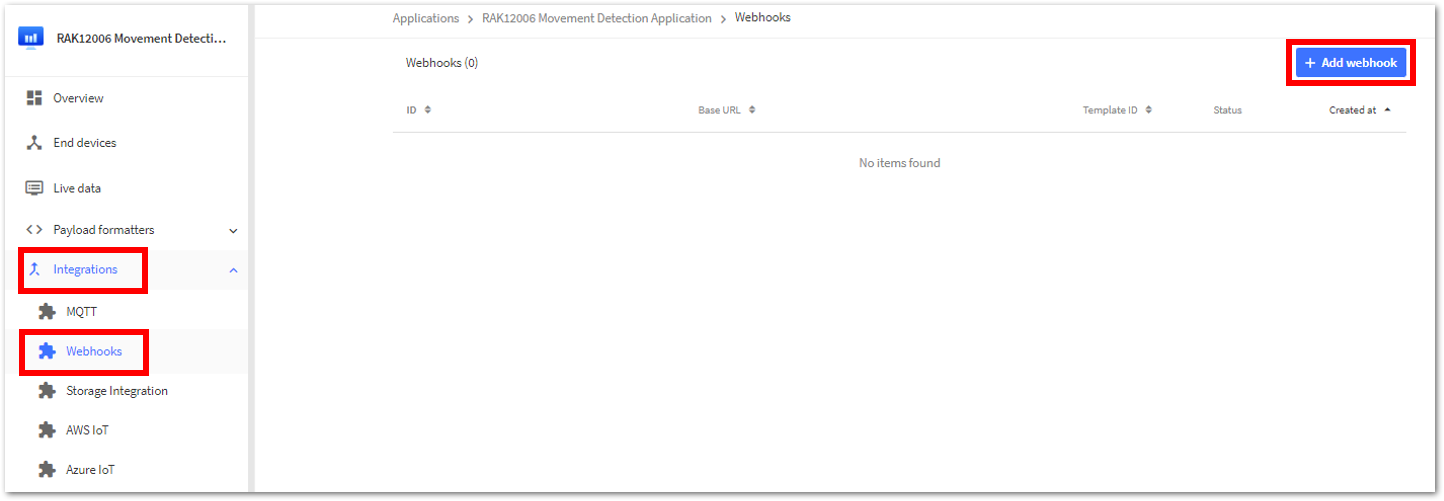 RAK12006 Movement Detecti...
Overview
End devices
Live data
Payload formatters
Integrations
MQTT
Webhooks
Storage Integration
AWS IoT
Azure IoT
Applications > RAK12006 Movement Detection Application > Webhooks
Webhooks (0)
+ Add webhook
ID Base URL Template ID Status Created at
No items found